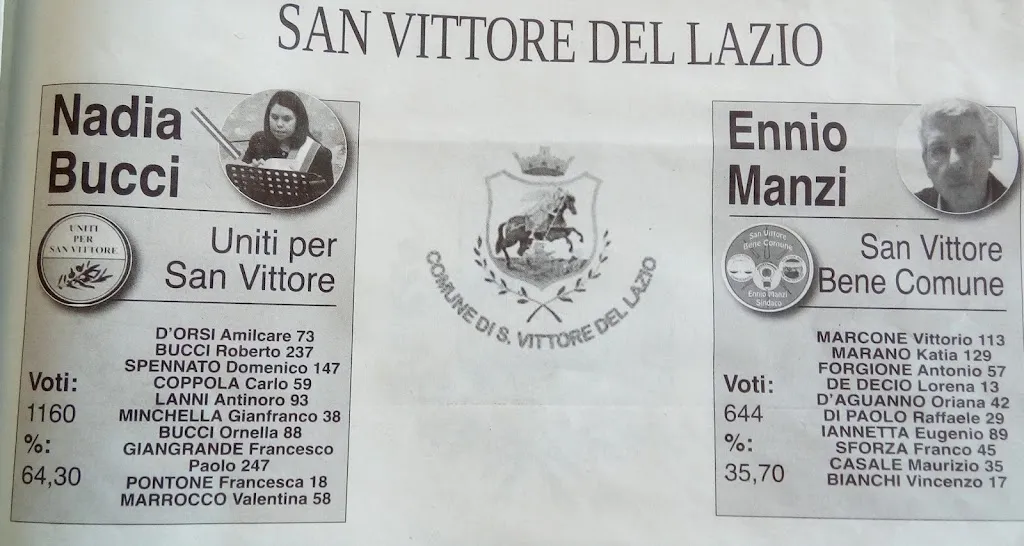 SAN VITTORE DEL LAZIO
Nadia
Bucci
UNITI
PER
SAN VITTORE
Uniti per
San Vittore
D'ORSI Amilcare 73
BUCCI Roberto 237
SPENNATO Domenico 147
COPPOLA Carlo 59
LANNI Antinoro 93
MINCHELLA Gianfranco 38
BUCCI Ornella 88
GIANGRANDE Francesco
Paolo 247
PONTONE Francesca 18
MARROCCO Valentina 58
Voti:
1160
%:
64,30
COMUNE DI S. VITTORE DEL LAZIO
Ennio
Manzi
San Vittore
Bene Comune
Ennio Manzi
Sindaco
San Vittore
Bene Comune
MARCONE Vittorio 113
MARANO Katia 129
FORGIONE Antonio 57
DE DECIO Lorena 13
D'AGUANNO Oriana 42
DI PAOLO Raffaele 29
IANNETTA Eugenio 89
SFORZA Franco 45
CASALE Maurizio 35
BIANCHI Vincenzo 17
Voti:
644
%:
35,70